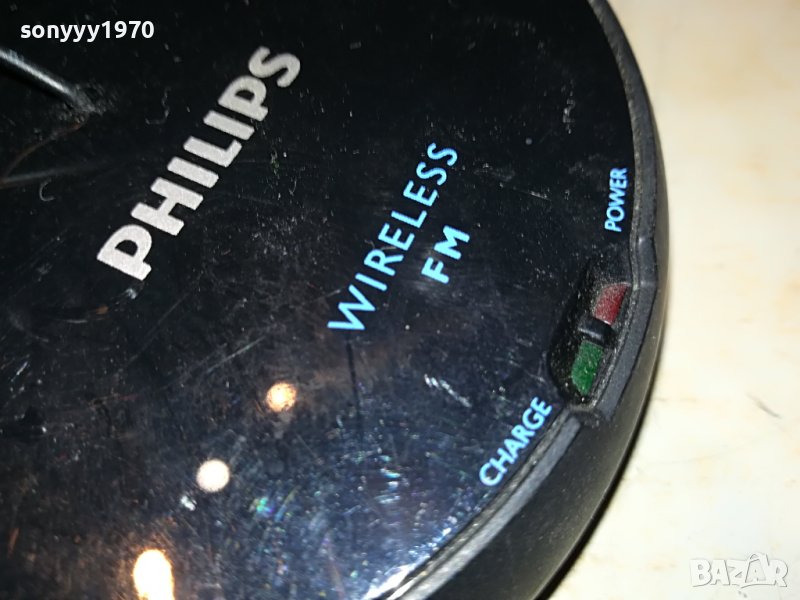 sonyyy1970
PHILIPS
WIRELESS
FM
POWER
CHARGE
BAZAR